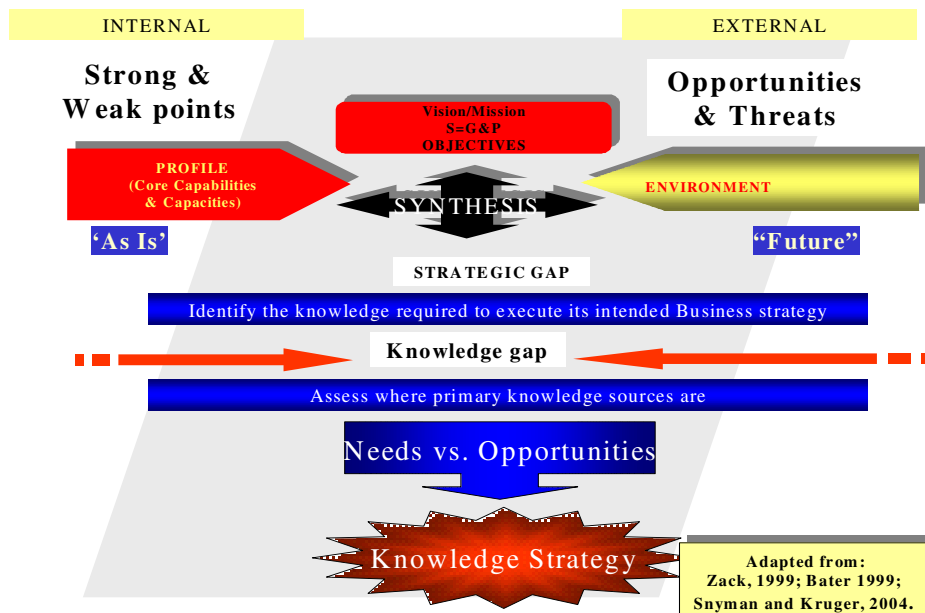 INTERNAL
EXTERNAL
Strong &
Weak points
Opportunities
& Threats
Vision/Mission
S=G&P
OBJECTIVES
PROFILE
(Core Capabilities
& Capacities)
SYNTHESIS
ENVIRONMENT
‘As Is’
“Future”
STRATEGIC GAP
Identify the knowledge required to execute its intended Business strategy
Knowledge gap
Assess where primary knowledge sources are
Needs vs. Opportunities
Knowledge Strategy
Adapted from:
Zack, 1999; Bater 1999;
Snyman and Kruger, 2004.